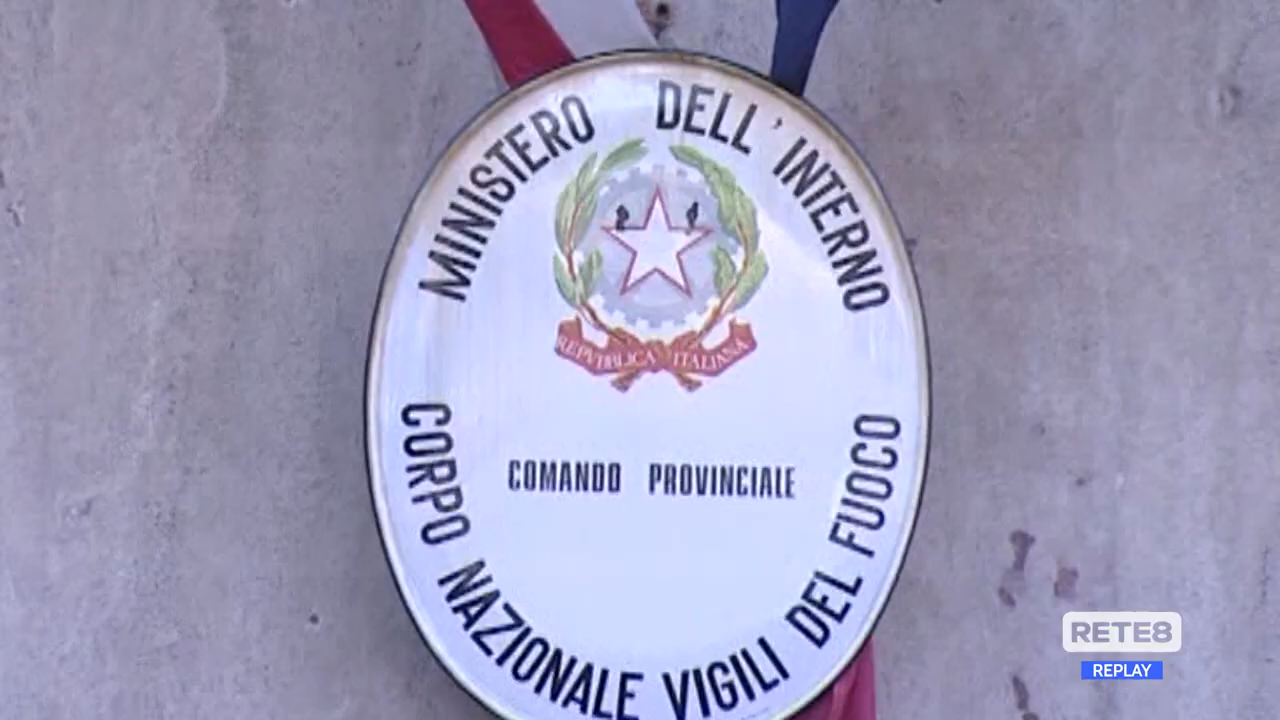 MINISTERO DELL'INTERNO
REPVBBLICA ITALIANA
COMANDO PROVINCIALE
CORPO NAZIONALE VIGILI DEL FUOCO
RETE8
REPLAY